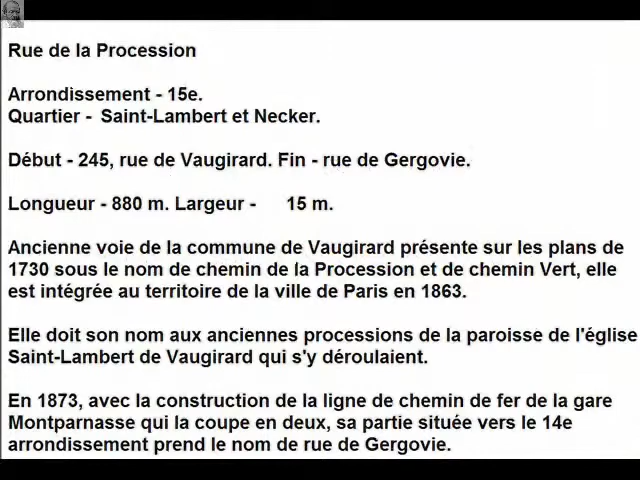 Rue de la Procession
Arrondissement - 15e.
Quartier - Saint-Lambert et Necker.
Début - 245, rue de Vaugirard. Fin - rue de Gergovie.
Longueur - 880 m. Largeur - 15 m.
Ancienne voie de la commune de Vaugirard présente sur les plans de
1730 sous le nom de chemin de la Procession et de chemin Vert, elle
est intégrée au territoire de la ville de Paris en 1863.
Elle doit son nom aux anciennes processions de la paroisse de l'église
Saint-Lambert de Vaugirard qui s'y déroulaient.
En 1873, avec la construction de la ligne de chemin de fer de la gare
Montparnasse qui la coupe en deux, sa partie située vers le 14e
arrondissement prend le nom de rue de Gergovie.